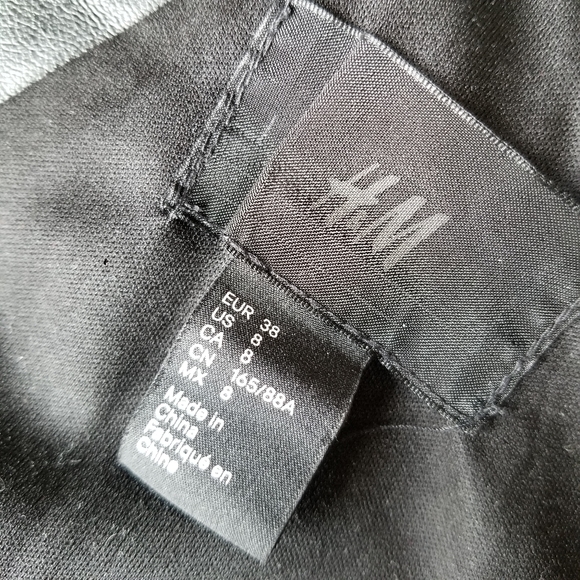 H&M
EUR 38
US 8
CA 8
CN 165/88A
MX 8
Made in
China
Fabriqué en
Chine